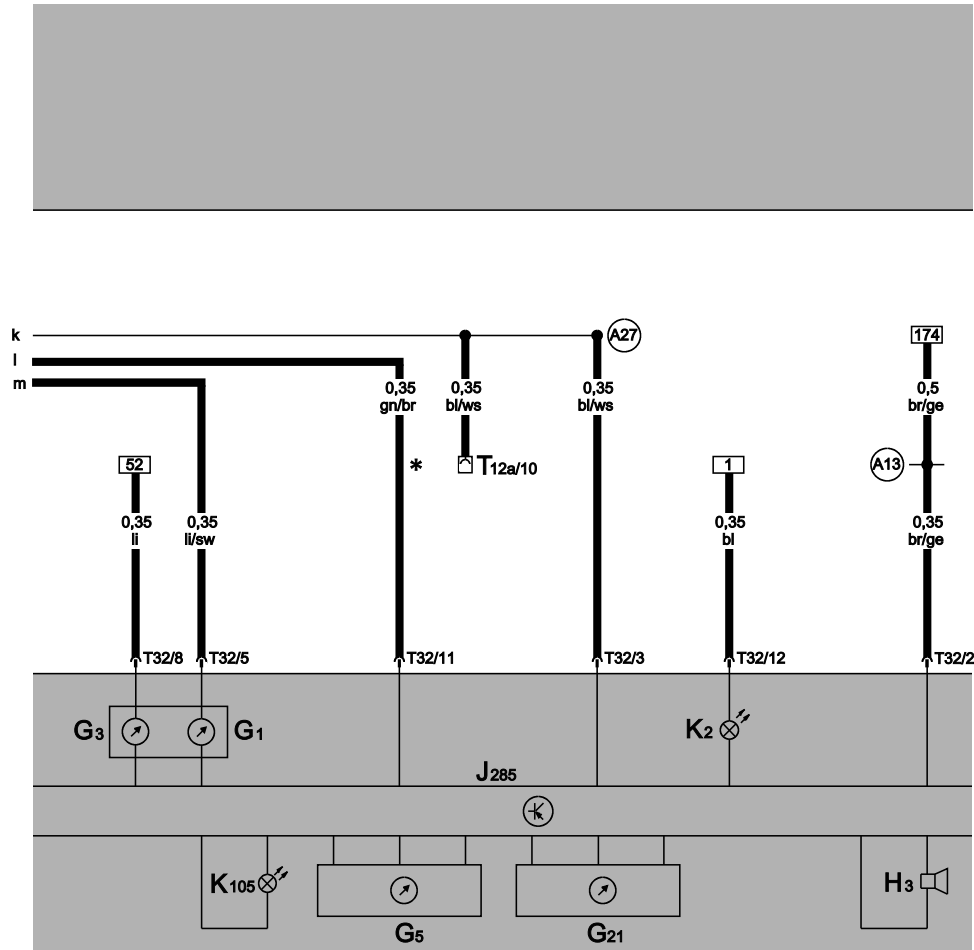 k
A27
174
l
m
0,35
gn/br
0,35
bl/ws
0,35
bl/ws
0,5
br/ge
52
*
T12a/10
1
A13
0,35
li
0,35
li/sw
0,35
bl
0,35
br/ge
T32/8
T32/5
T32/11
T32/3
T32/12
T32/2
G3
G1
K2
J285
K105
H3
G5
G21